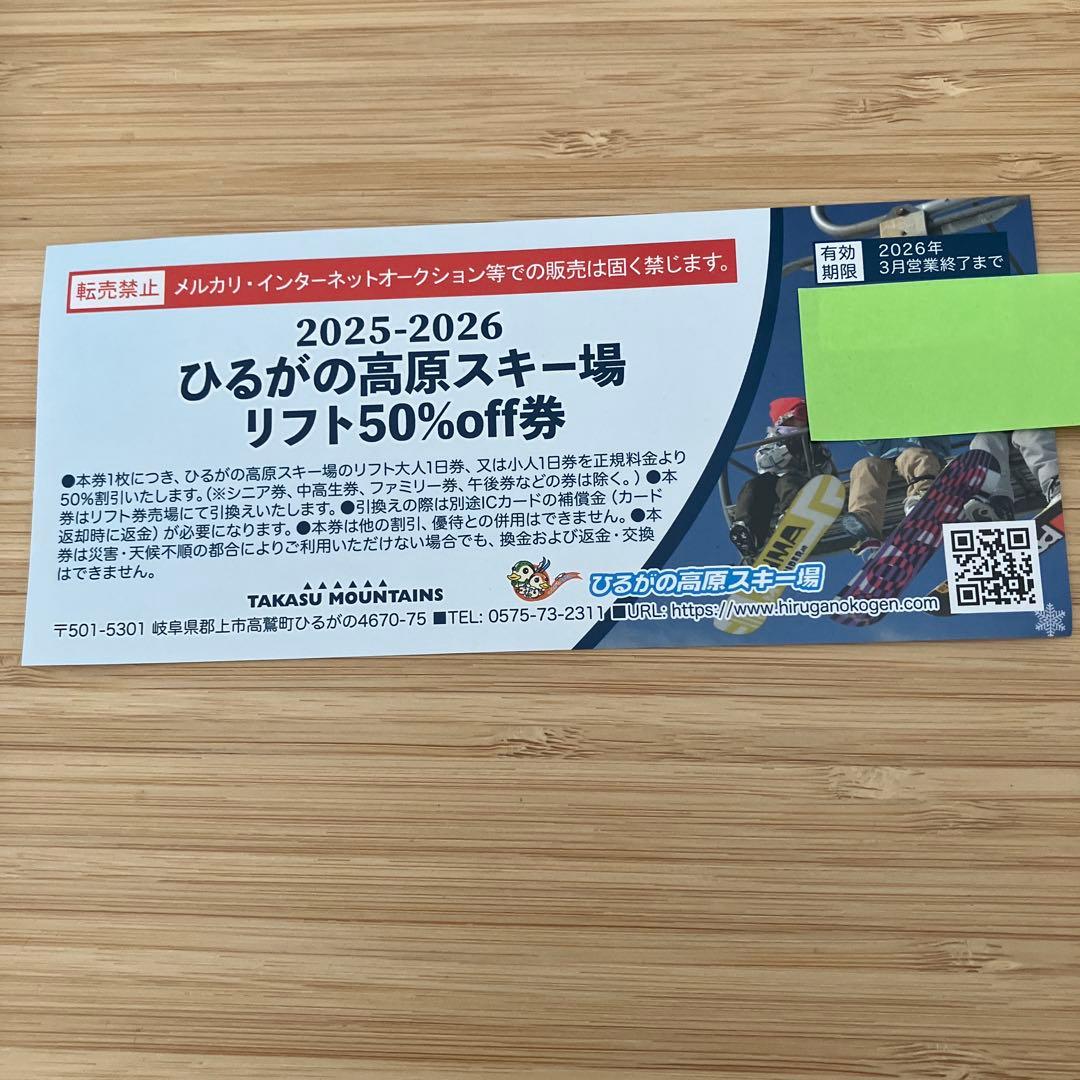 転売禁止 メルカリ・インターネットオークション等での販売は固く禁じます。
有効期限 2026年
3月営業終了まで
2025-2026
ひるがの高原スキー場
リフト50%off券
●本券1枚につき、ひるがの高原スキー場のリフト大人1日券、又は小人1日券を正規料金より
50%割引いたします。(※シニア券、中高生券、ファミリー券、午後券などの券は除く。)●本
券はリフト券売場にて引換えいたします。●引換えの際は別途ICカードの補償金(カード
返却時に返金)が必要になります。●本券は他の割引、優待との併用はできません。●本
券は災害・天候不順の都合によりご利用いただけない場合でも、換金および返金・交換
はできません。
TAKASU MOUNTAINS
ひるがの高原スキー場
〒501-5301 岐阜県郡上市高鷲町ひるがの4670-75 ■TEL: 0575-73-2311 ■URL: https://www.hiruganokogen.com